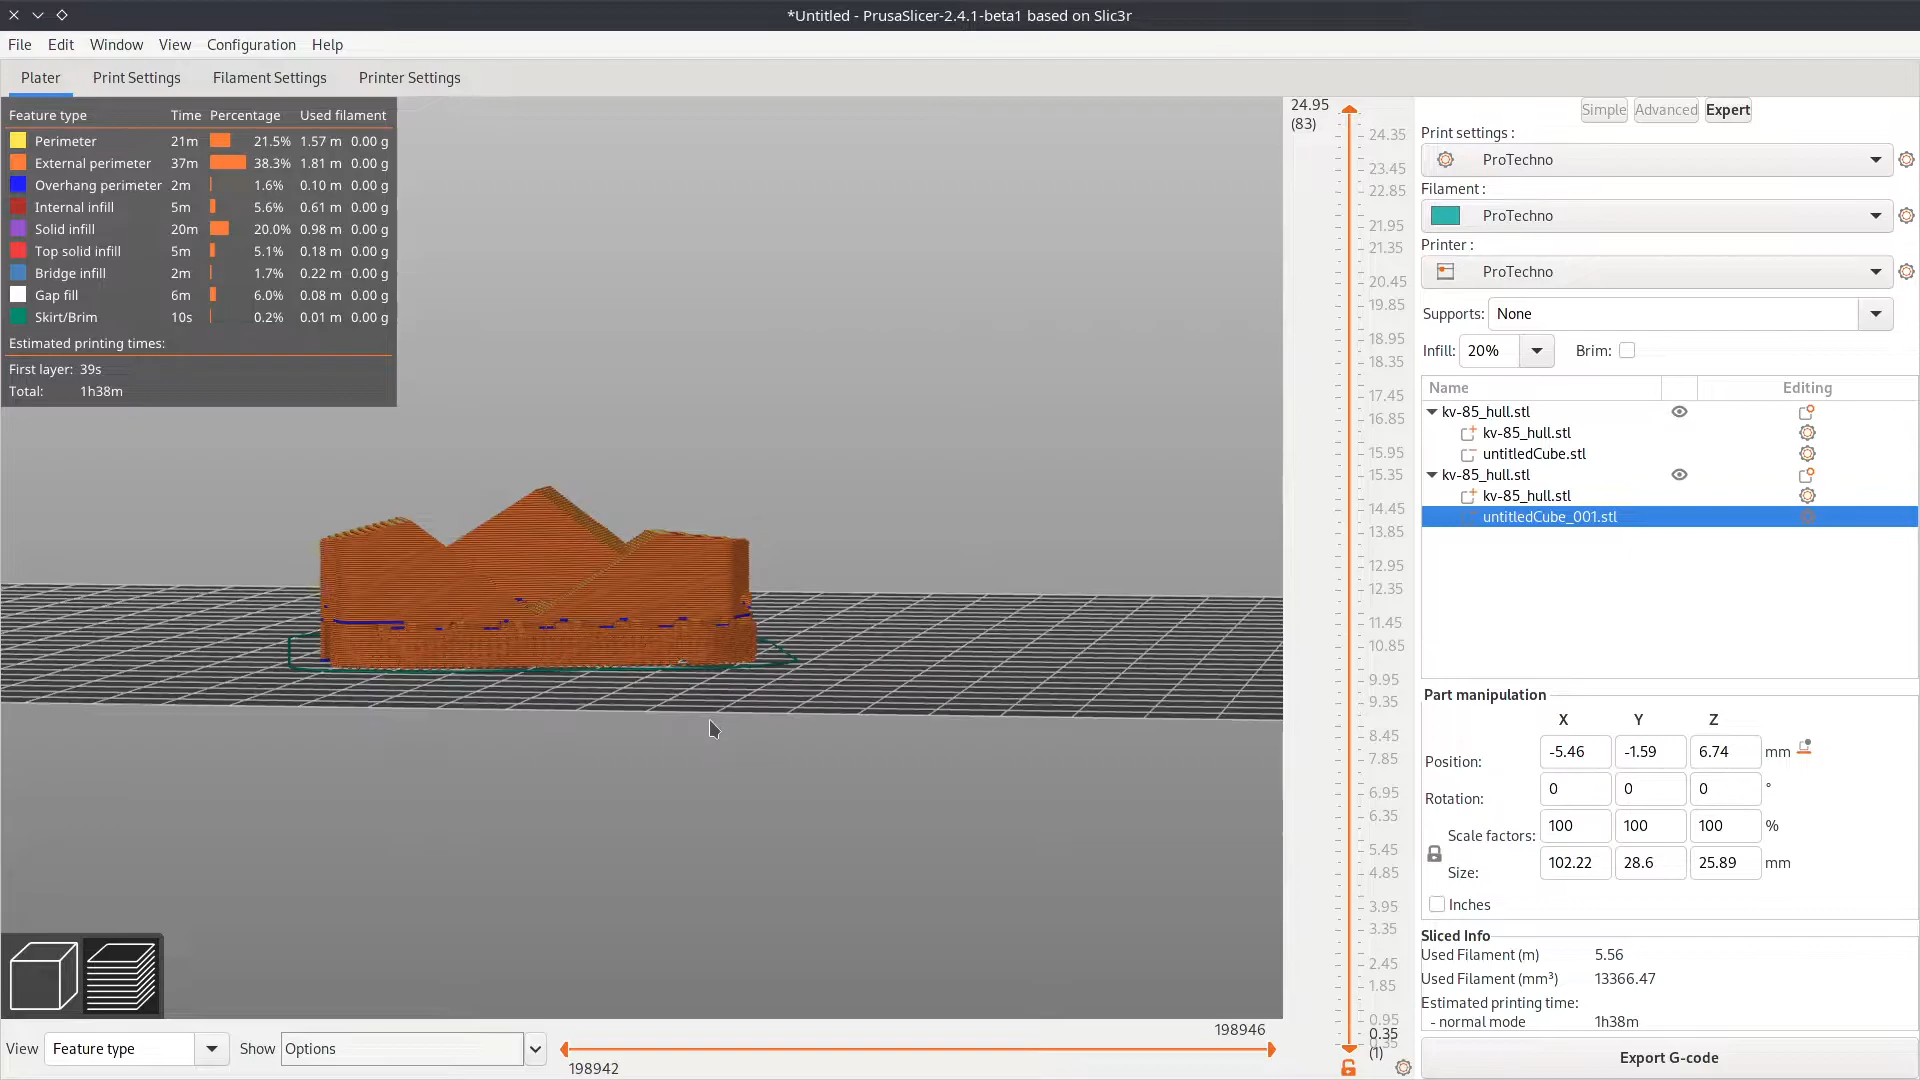 *Untitled - PrusaSlicer-2.4.1-beta1 based on Slic3r
File Edit Window View Configuration Help
Plater Print Settings Filament Settings Printer Settings
Feature type Time Percentage Used filament
Perimeter 21m 21.5% 1.57 m 0.00 g
External perimeter 37m 38.3% 1.81 m 0.00 g
Overhang perimeter 2m 1.6% 0.10 m 0.00 g
Internal infill 5m 5.6% 0.61 m 0.00 g
Solid infill 20m 20.0% 0.98 m 0.00 g
Top solid infill 5m 5.1% 0.18 m 0.00 g
Bridge infill 2m 1.7% 0.22 m 0.00 g
Gap fill 6m 6.0% 0.08 m 0.00 g
Skirt/Brim 10s 0.2% 0.01 m 0.00 g
Estimated printing times:
First layer: 39s
Total: 1h38m
View Feature type Show Options
198946
198942
24.95
(83)
24.35
23.45
22.85
21.95
21.35
20.45
19.85
18.95
18.35
17.45
16.85
15.95
15.35
14.45
13.85
12.95
12.35
11.45
10.85
9.95
9.35
8.45
7.85
6.95
6.35
5.45
4.85
3.95
3.35
2.45
1.85
0.95
0.35
(1)
Simple Advanced Expert
Print settings :
ProTechno
Filament :
ProTechno
Printer :
ProTechno
Supports: None
Infill: 20% Brim:
Name Editing
kv-85_hull.stl
kv-85_hull.stl
untitledCube.stl
kv-85_hull.stl
kv-85_hull.stl
untitledCube_001.stl
Part manipulation
X Y Z
Position: -5.46 -1.59 6.74 mm
Rotation: 0 0 0 °
Scale factors: 100 100 100 %
Size: 102.22 28.6 25.89 mm
Inches
Sliced Info
Used Filament (m) 5.56
Used Filament (mm³) 13366.47
Estimated printing time:
- normal mode 1h38m
Export G-code